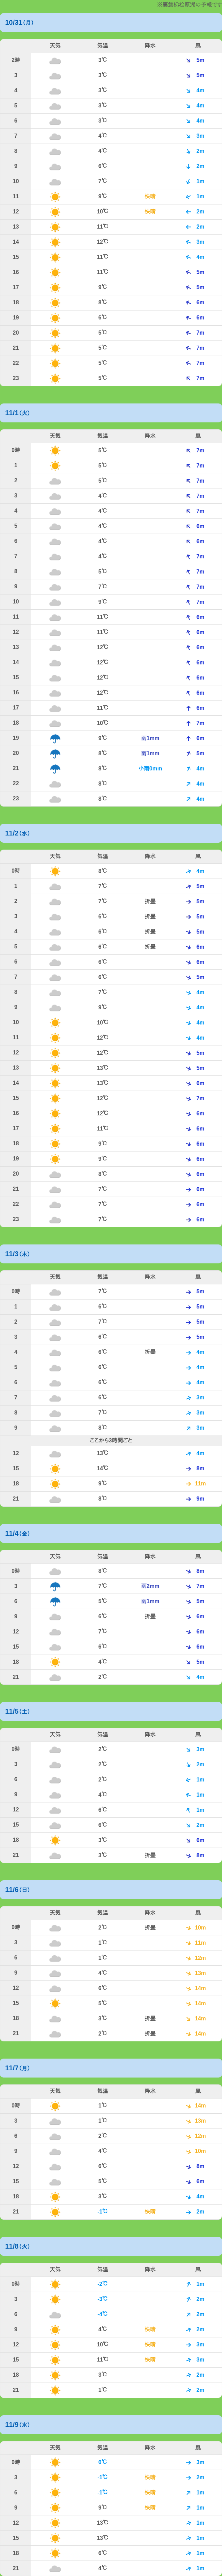 ※裏磐梯桧原湖の予報です
10/31(月)
天気 気温 降水 風
2時 3℃ 5m
3 3℃ 5m
4 3℃ 4m
5 3℃ 4m
6 3℃ 4m
7 4℃ 3m
8 4℃ 2m
9 6℃ 2m
10 7℃ 1m
11 9℃ 快晴 1m
12 10℃ 快晴 2m
13 11℃ 2m
14 12℃ 3m
15 11℃ 4m
16 11℃ 5m
17 9℃ 5m
18 8℃ 6m
19 6℃ 6m
20 5℃ 7m
21 5℃ 7m
22 5℃ 7m
23 5℃ 7m
11/1(火)
天気 気温 降水 風
0時 5℃ 7m
1 5℃ 7m
2 5℃ 7m
3 4℃ 7m
4 4℃ 7m
5 4℃ 6m
6 4℃ 6m
7 4℃ 7m
8 5℃ 7m
9 7℃ 7m
10 9℃ 7m
11 11℃ 6m
12 11℃ 6m
13 12℃ 6m
14 12℃ 6m
15 12℃ 6m
16 12℃ 6m
17 11℃ 6m
18 10℃ 7m
19 9℃ 雨1mm 6m
20 8℃ 雨1mm 5m
21 8℃ 小雨0mm 4m
22 8℃ 4m
23 8℃ 4m
11/2(水)
天気 気温 降水 風
0時 8℃ 4m
1 7℃ 5m
2 7℃ 折曇 5m
3 6℃ 折曇 5m
4 6℃ 折曇 5m
5 6℃ 折曇 6m
6 6℃ 6m
7 6℃ 5m
8 7℃ 4m
9 9℃ 4m
10 10℃ 4m
11 12℃ 4m
12 12℃ 5m
13 13℃ 5m
14 13℃ 6m
15 12℃ 7m
16 12℃ 6m
17 11℃ 6m
18 9℃ 6m
19 9℃ 6m
20 8℃ 6m
21 7℃ 6m
22 7℃ 6m
23 7℃ 6m
11/3(木)
天気 気温 降水 風
0時 7℃ 5m
1 6℃ 5m
2 7℃ 5m
3 6℃ 5m
4 6℃ 折曇 4m
5 6℃ 4m
6 6℃ 4m
7 6℃ 3m
8 7℃ 3m
9 8℃ 3m
ここから3時間ごと
12 13℃ 4m
15 14℃ 8m
18 9℃ 11m
21 8℃ 9m
11/4(金)
天気 気温 降水 風
0時 8℃ 8m
3 7℃ 雨2mm 7m
6 5℃ 雨1mm 5m
9 6℃ 折曇 6m
12 7℃ 6m
15 6℃ 6m
18 4℃ 5m
21 2℃ 4m
11/5(土)
天気 気温 降水 風
0時 2℃ 3m
3 2℃ 2m
6 2℃ 1m
9 4℃ 1m
12 6℃ 1m
15 6℃ 2m
18 3℃ 6m
21 3℃ 折曇 8m
11/6(日)
天気 気温 降水 風
0時 2℃ 折曇 10m
3 1℃ 11m
6 1℃ 12m
9 4℃ 12m
12 6℃ 14m
15 5℃ 14m
18 3℃ 折曇 14m
21 2℃ 折曇 14m
11/7(月)
天気 気温 降水 風
0時 1℃ 14m
3 1℃ 13m
6 2℃ 12m
9 4℃ 10m
12 6℃ 8m
15 5℃ 6m
18 3℃ 4m
21 -1℃ 快晴 2m
11/8(火)
天気 気温 降水 風
0時 -2℃ 1m
3 -3℃ 2m
6 -4℃ 2m
9 4℃ 快晴 2m
12 10℃ 快晴 3m
15 11℃ 快晴 3m
18 3℃ 2m
21 1℃ 2m
11/9(水)
天気 気温 降水 風
0時 0℃ 3m
3 -1℃ 快晴 2m
6 -1℃ 快晴 1m
9 9℃ 快晴 1m
12 13℃ 1m
15 13℃ 1m
18 6℃ 1m
21 4℃ 1m